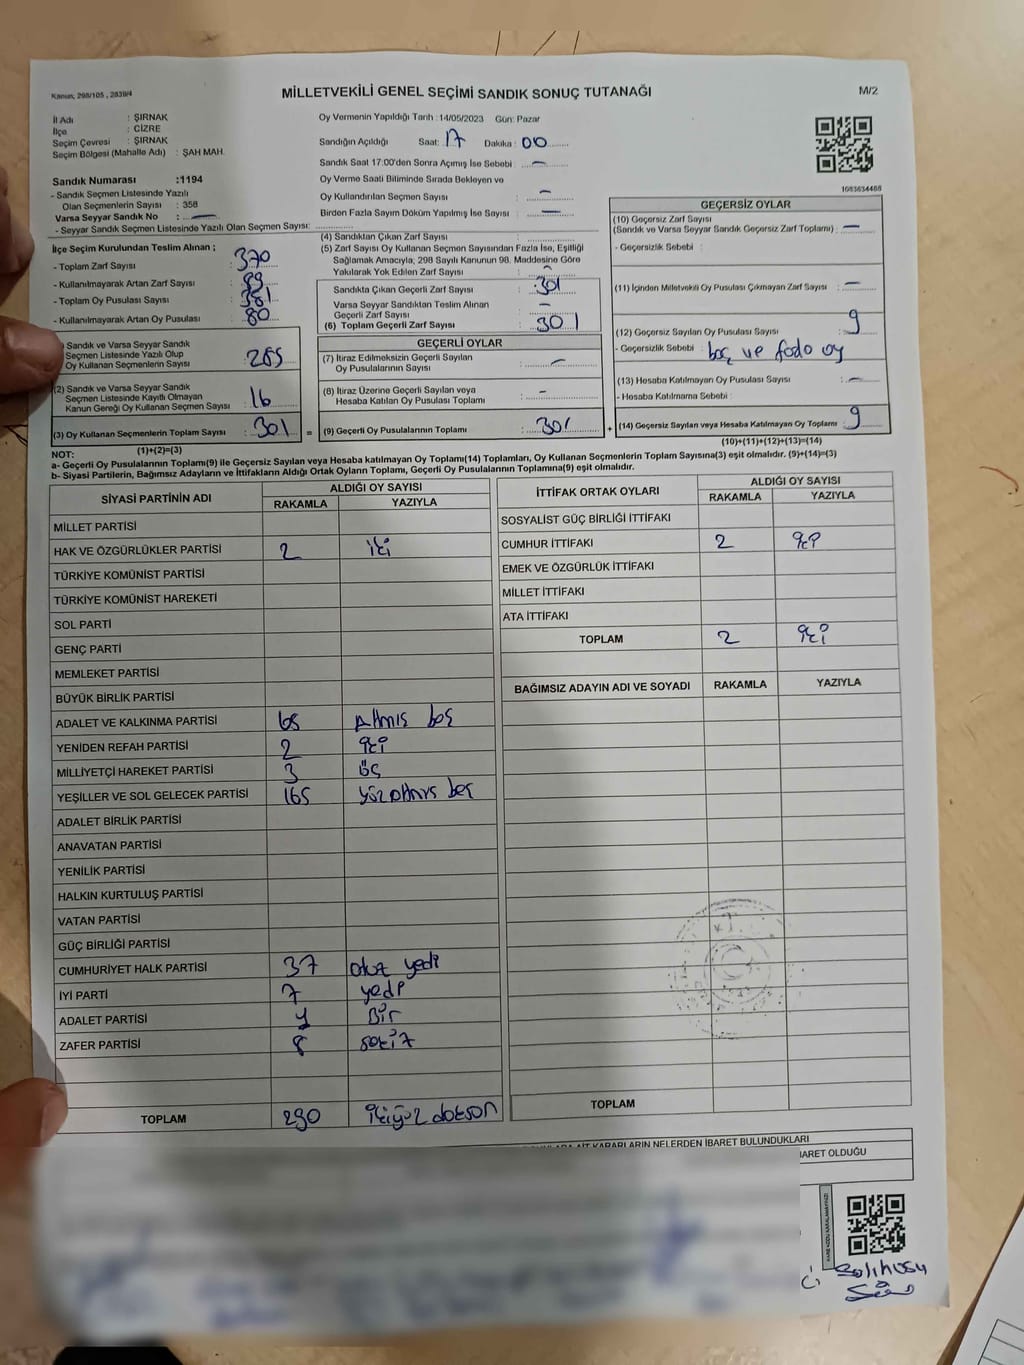 Kanun, 298/105 , 2839/4
MİLLETVEKİLİ GENEL SEÇİMİ SANDIK SONUÇ TUTANAĞI
M/2
İl Adı : ŞIRNAK
İlçe : CİZRE
Seçim Çevresi : ŞIRNAK
Seçim Bölgesi (Mahalle Adı) : ŞAH MAH.
Oy Vermenin Yapıldığı Tarih :14/05/2023 Gün: Pazar
Sandığın Açıldığı Saat: 17 Dakika : 00
Sandık Saat 17:00'den Sonra Açımış İse Sebebi : —
Oy Verme Saati Bitiminde Sırada Bekleyen ve
Oy Kullandırılan Seçmen Sayısı : —
Birden Fazla Sayım Döküm Yapılmış İse Sayısı : —
Sandık Numarası :1194
- Sandık Seçmen Listesinde Yazılı
Olan Seçmenlerin Sayısı : 358
Varsa Seyyar Sandık No : —
- Seyyar Sandık Seçmen Listesinde Yazılı Olan Seçmen Sayısı:
İlçe Seçim Kurulundan Teslim Alınan ;
- Toplam Zarf Sayısı : 370
- Kullanılmayarak Artan Zarf Sayısı : 89
- Toplam Oy Pusulası Sayısı : 381
- Kullanılmayarak Artan Oy Pusulası : 80
Sandık ve Varsa Seyyar Sandık
Seçmen Listesinde Yazılı Olup
Oy Kullanan Seçmenlerin Sayısı : 285
(2) Sandık ve Varsa Seyyar Sandık
Seçmen Listesinde Kayıtlı Olmayan
Kanun Gereği Oy Kullanan Seçmen Sayısı : 16
(3) Oy Kullanan Seçmenlerin Toplam Sayısı : 301
(1)+(2)=(3)
(4) Sandıktan Çıkan Zarf Sayısı :
(5) Zarf Sayısı Oy Kullanan Seçmen Sayısından Fazla İse, Eşitliği
Sağlamak Amacıyla; 298 Sayılı Kanunun 98. Maddesine Göre
Yakılarak Yok Edilen Zarf Sayısı : —
Sandıkta Çıkan Geçerli Zarf Sayısı : 301
Varsa Seyyar Sandıktan Teslim Alınan
Geçerli Zarf Sayısı : —
(6) Toplam Geçerli Zarf Sayısı : 301
GEÇERLİ OYLAR
(7) İtiraz Edilmeksizin Geçerli Sayılan
Oy Pusulalarının Sayısı : —
(8) İtiraz Üzerine Geçerli Sayılan veya
Hesaba Katılan Oy Pusulası Toplamı : —
= (9) Geçerli Oy Pusulalarının Toplamı : 301 +
1083634488
GEÇERSİZ OYLAR
(10) Geçersiz Zarf Sayısı
(Sandık ve Varsa Seyyar Sandık Geçersiz Zarf Toplamı) : —
- Geçersizlik Sebebi :
(11) İçinden Milletvekili Oy Pusulası Çıkmayan Zarf Sayısı : —
(12) Geçersiz Sayılan Oy Pusulası Sayısı : 9
- Geçersizlik Sebebi : boş ve fodo oy
(13) Hesaba Katılmayan Oy Pusulası Sayısı : —
- Hesaba Katılmama Sebebi :
(14) Geçersiz Sayılan veya Hesaba Katılmayan Oy Toplamı : 9
(10)+(11)+(12)+(13)=(14)
NOT:
a- Geçerli Oy Pusulalarının Toplamı(9) ile Geçersiz Sayılan veya Hesaba katılmayan Oy Toplamı(14) Toplamları, Oy Kullanan Seçmenlerin Toplam Sayısına(3) eşit olmalıdır. (9)+(14)=(3)
b- Siyasi Partilerin, Bağımsız Adayların ve İttifakların Aldığı Ortak Oyların Toplamı, Geçerli Oy Pusulalarının Toplamına(9) eşit olmalıdır.
SİYASİ PARTİNİN ADI ALDIĞI OY SAYISI
RAKAMLA YAZIYLA
MİLLET PARTİSİ
HAK VE ÖZGÜRLÜKLER PARTİSİ 2 iki
TÜRKİYE KOMÜNİST PARTİSİ
TÜRKİYE KOMÜNİST HAREKETİ
SOL PARTİ
GENÇ PARTİ
MEMLEKET PARTİSİ
BÜYÜK BİRLİK PARTİSİ
ADALET VE KALKINMA PARTİSİ 65 Altmış beş
YENİDEN REFAH PARTİSİ 2 iki
MİLLİYETÇİ HAREKET PARTİSİ 3 üç
YEŞİLLER VE SOL GELECEK PARTİSİ 165 yüzaltmıs beş
ADALET BİRLİK PARTİSİ
ANAVATAN PARTİSİ
YENİLİK PARTİSİ
HALKIN KURTULUŞ PARTİSİ
VATAN PARTİSİ
GÜÇ BİRLİĞİ PARTİSİ
CUMHURİYET HALK PARTİSİ 37 otuz yedi
İYİ PARTİ 7 yedi
ADALET PARTİSİ 1 Bir
ZAFER PARTİSİ 8 sekiz
TOPLAM 290 ikiyüz dokson
İTTİFAK ORTAK OYLARI ALDIĞI OY SAYISI
RAKAMLA YAZIYLA
SOSYALİST GÜÇ BİRLİĞİ İTTİFAKI
CUMHUR İTTİFAKI 2 iki
EMEK VE ÖZGÜRLÜK İTTİFAKI
MİLLET İTTİFAKI
ATA İTTİFAKI
TOPLAM 2 iki
BAĞIMSIZ ADAYIN ADI VE SOYADI RAKAMLA YAZIYLA
TOPLAM
AİT KARARLARIN NELERDEN İBARET BULUNDUKLARI
BARET OLDUĞU